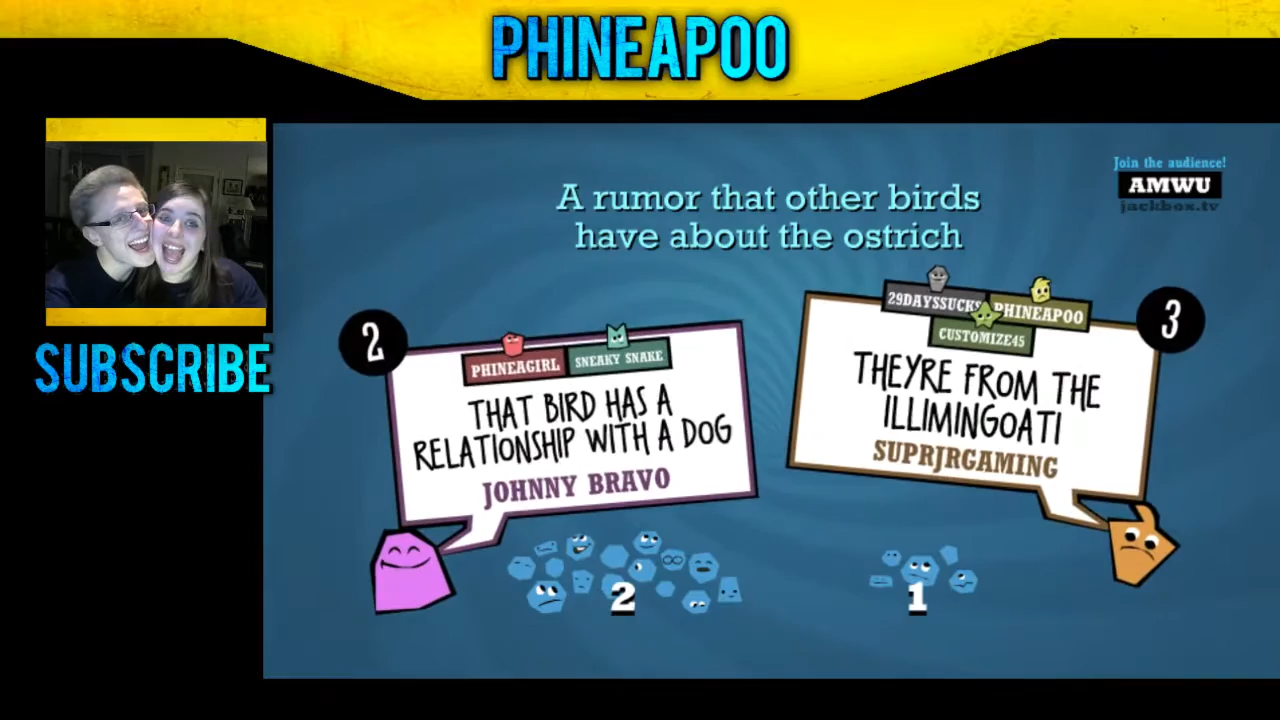 PHINEAPOO
Join the audience!
AMWU
jackbox.tv
A rumor that other birds
have about the ostrich
2
PHINEAGIRL
SNEAKY SNAKE
THAT BIRD HAS A
RELATIONSHIP WITH A DOG
JOHNNY BRAVO
2
29DAYSSUCKS
PHINEAPOO
CUSTOMIZE45
3
THEYRE FROM THE
ILLIMINGOATI
SUPRJRGAMING
1
SUBSCRIBE